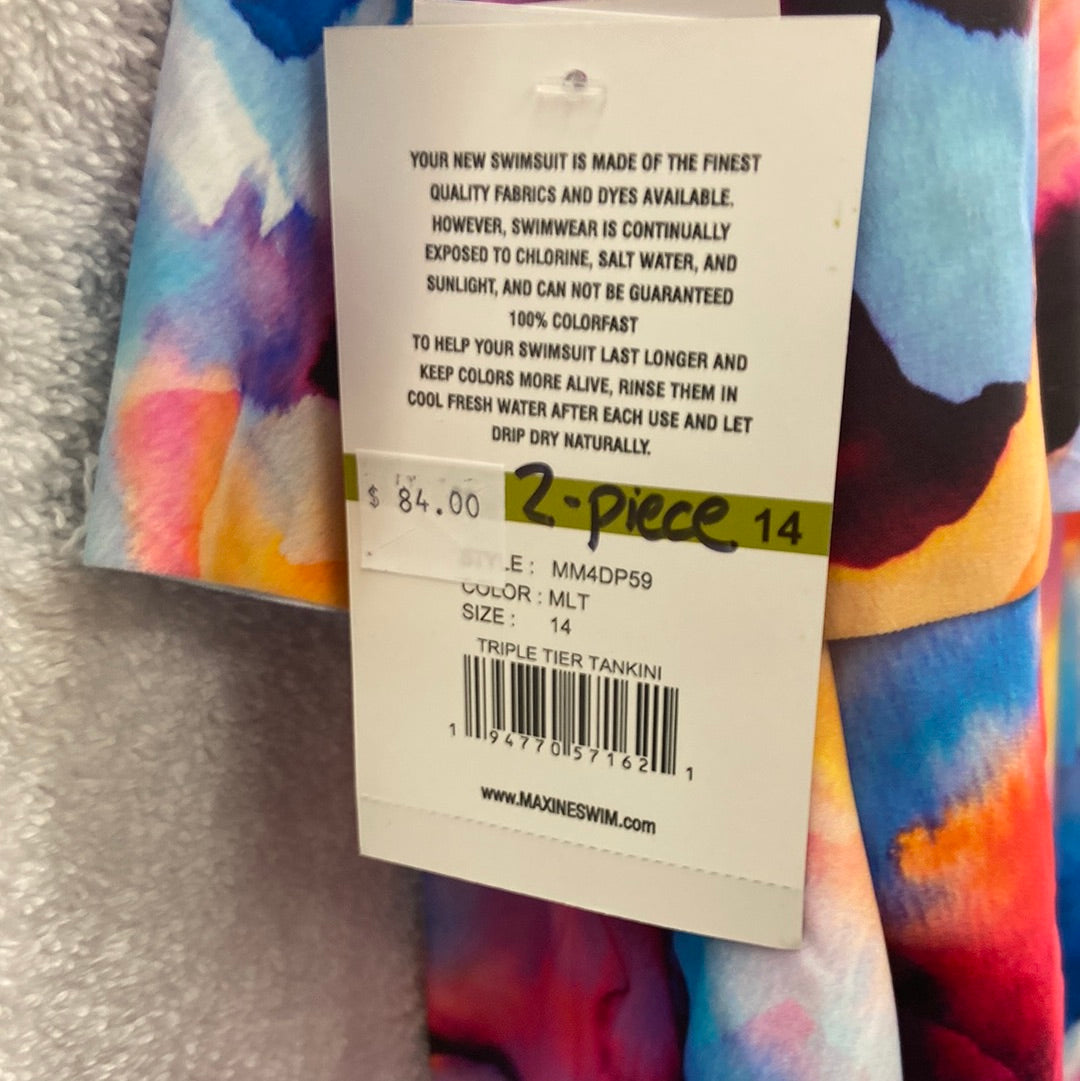 YOUR NEW SWIMSUIT IS MADE OF THE FINEST
QUALITY FABRICS AND DYES AVAILABLE.
HOWEVER, SWIMWEAR IS CONTINUALLY
EXPOSED TO CHLORINE, SALT WATER, AND
SUNLIGHT, AND CAN NOT BE GUARANTEED
100% COLORFAST
TO HELP YOUR SWIMSUIT LAST LONGER AND
KEEP COLORS MORE ALIVE, RINSE THEM IN
COOL FRESH WATER AFTER EACH USE AND LET
DRIP DRY NATURALLY.
$ 84.00 2-piece 14
STYLE: MM4DP59
COLOR: MLT
SIZE: 14
TRIPLE TIER TANKINI
1 94770 57162 1
www.MAXINESWIM.com